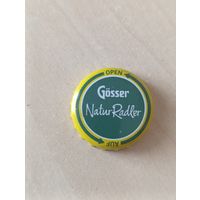 OPEN
Gösser
NaturRadler
AUF